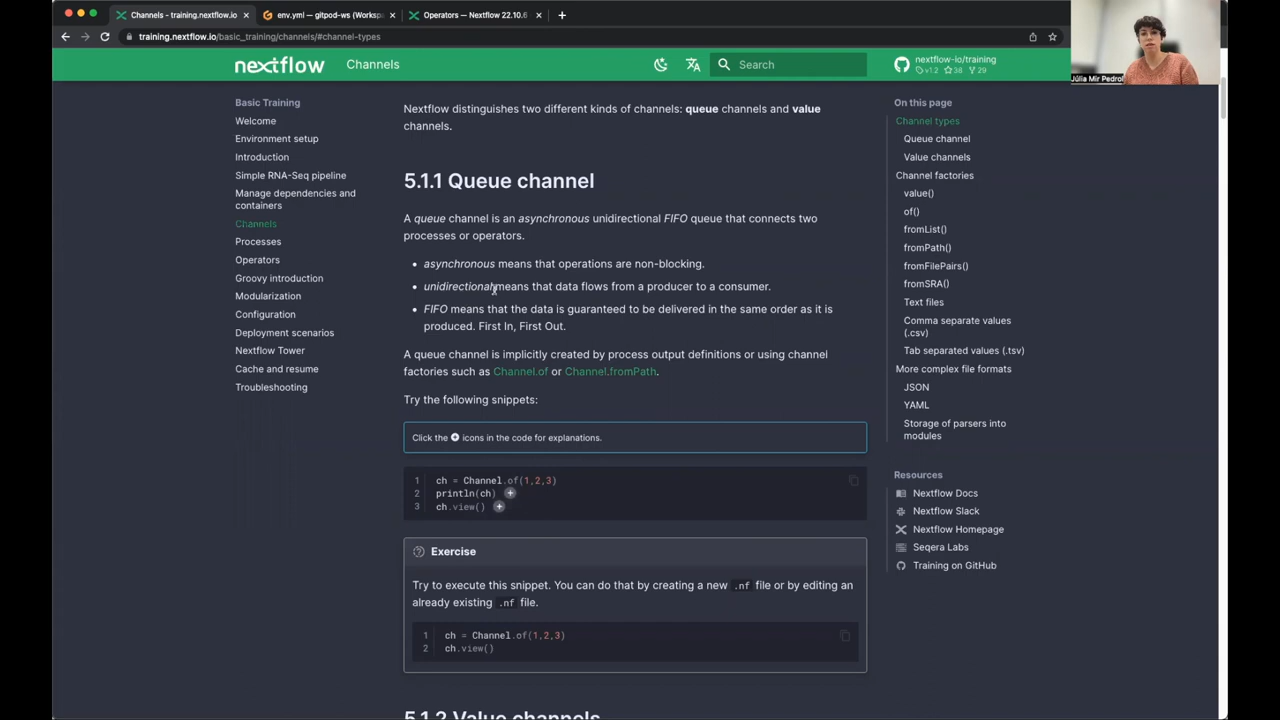 Channels - training.nextflow.io
env.yml — gitpod-ws (Workspa
Operators — Nextflow 22.10.6
training.nextflow.io/basic_training/channels/#channel-types
nextflow
Channels
Search
nextflow-io/training
v1.2 38 29
Júlia Mir Pedrol
Basic Training
Welcome
Environment setup
Introduction
Simple RNA-Seq pipeline
Manage dependencies and
containers
Channels
Processes
Operators
Groovy introduction
Modularization
Configuration
Deployment scenarios
Nextflow Tower
Cache and resume
Troubleshooting
Nextflow distinguishes two different kinds of channels: queue channels and value
channels.
5.1.1 Queue channel
A queue channel is an asynchronous unidirectional FIFO queue that connects two
processes or operators.
• asynchronous means that operations are non-blocking.
• unidirectional means that data flows from a producer to a consumer.
• FIFO means that the data is guaranteed to be delivered in the same order as it is
produced. First In, First Out.
A queue channel is implicitly created by process output definitions or using channel
factories such as Channel.of or Channel.fromPath.
Try the following snippets:
Click the + icons in the code for explanations.
1 ch = Channel.of(1,2,3)
2 println(ch) +
3 ch.view() +
Exercise
Try to execute this snippet. You can do that by creating a new .nf file or by editing an
already existing .nf file.
1 ch = Channel.of(1,2,3)
2 ch.view()
5.1.2 Value channels
On this page
Channel types
Queue channel
Value channels
Channel factories
value()
of()
fromList()
fromPath()
fromFilePairs()
fromSRA()
Text files
Comma separate values
(.csv)
Tab separated values (.tsv)
More complex file formats
JSON
YAML
Storage of parsers into
modules
Resources
Nextflow Docs
Nextflow Slack
Nextflow Homepage
Seqera Labs
Training on GitHub